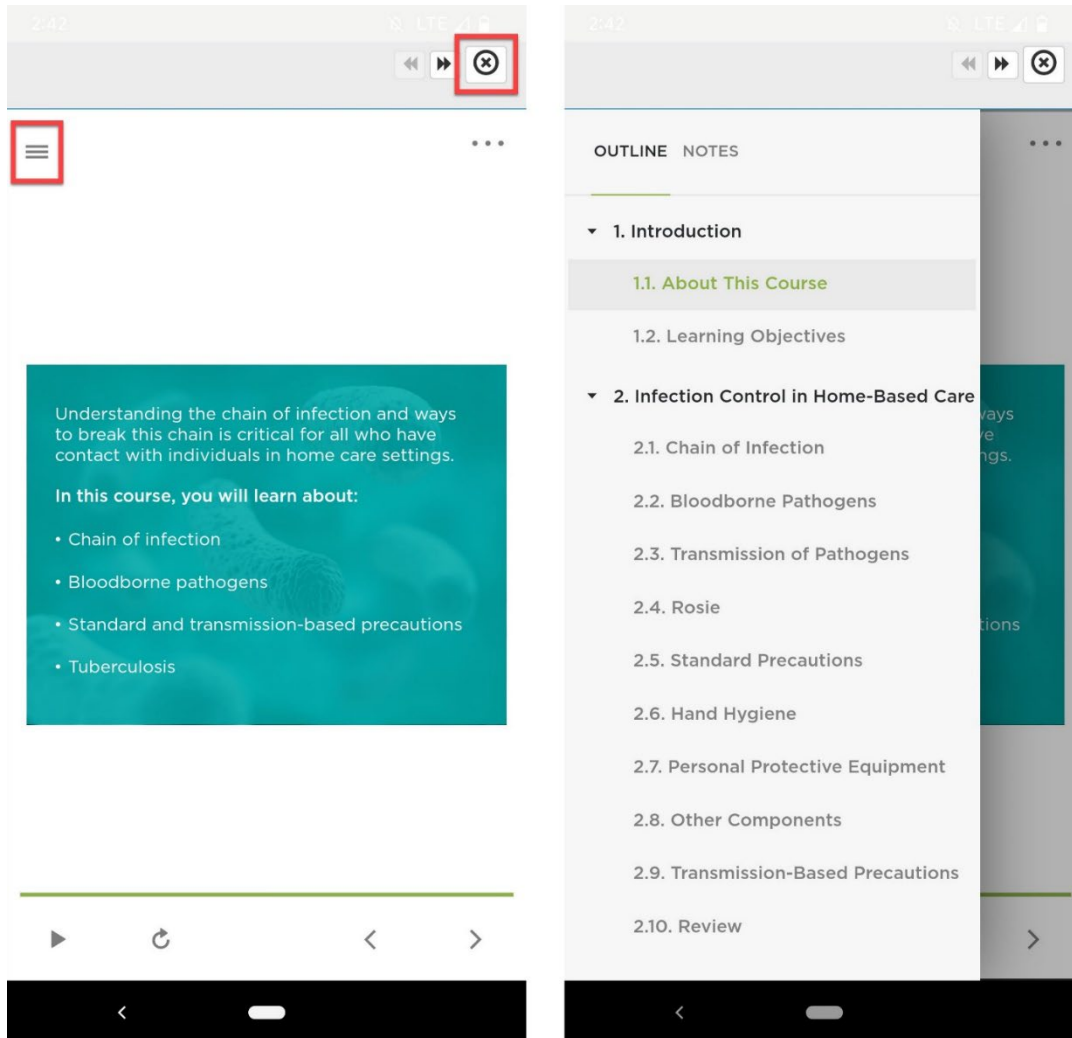 2:42
LTE
OUTLINE NOTES
1. Introduction
1.1. About This Course
1.2. Learning Objectives
2. Infection Control in Home-Based Care
2.1. Chain of Infection
2.2. Bloodborne Pathogens
2.3. Transmission of Pathogens
2.4. Rosie
2.5. Standard Precautions
2.6. Hand Hygiene
2.7. Personal Protective Equipment
2.8. Other Components
2.9. Transmission-Based Precautions
2.10. Review
Understanding the chain of infection and ways
to break this chain is critical for all who have
contact with individuals in home care settings.
In this course, you will learn about:
• Chain of infection
• Bloodborne pathogens
• Standard and transmission-based precautions
• Tuberculosis
2:42
LTE